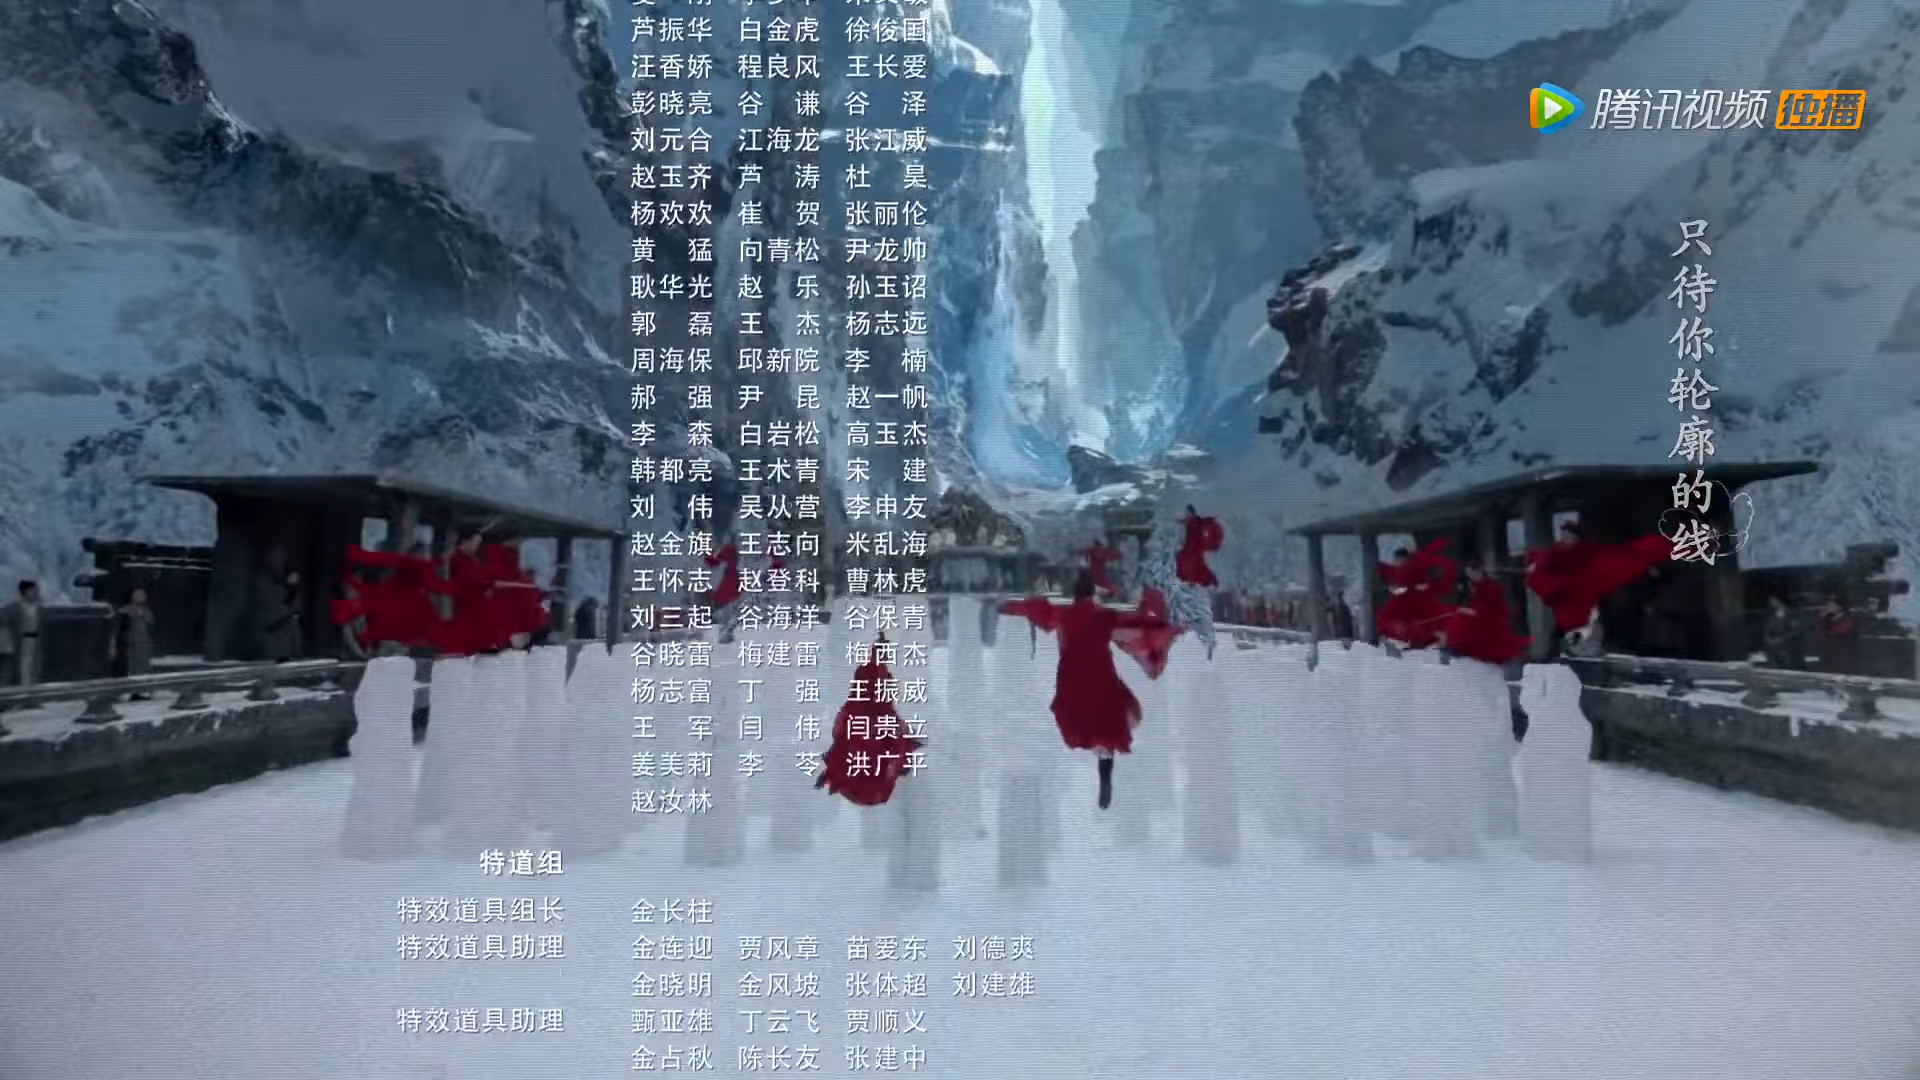 芦振华 白金虎 徐俊国
汪香娇 程良风 王长爱
彭晓亮 谷 谦 谷 泽
刘元合 江海龙 张江威
赵玉齐 芦 涛 杜 昊
杨欢欢 崔 贺 张丽伦
黄 猛 向青松 尹龙帅
耿华光 赵 乐 孙玉诏
郭 磊 王 杰 杨志远
周海保 邱新院 李 楠
郝 强 尹 昆 赵一帆
李 森 白岩松 高玉杰
韩都亮 王术青 宋 建
刘 伟 吴从营 李申友
赵金旗 王志向 米乱海
王怀志 赵登科 曹林虎
刘三起 谷海洋 谷保青
谷晓雷 梅建雷 梅西杰
杨志富 丁 强 王振威
王 军 闫 伟 闫贵立
姜美莉 李 苓 洪广平
赵汝林
特道组
特效道具组长 金长柱
特效道具助理 金连迎 贾风章 苗爱东 刘德爽
金晓明 金风坡 张体超 刘建雄
特效道具助理 甄亚雄 丁云飞 贾顺义
金占秋 陈长友 张建中
腾讯视频 独播
只待你轮廓的线